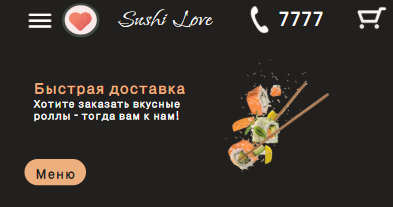 Sushi Love
7777
Быстрая доставка
Хотите заказать вкусные
роллы - тогда вам к нам!
Меню